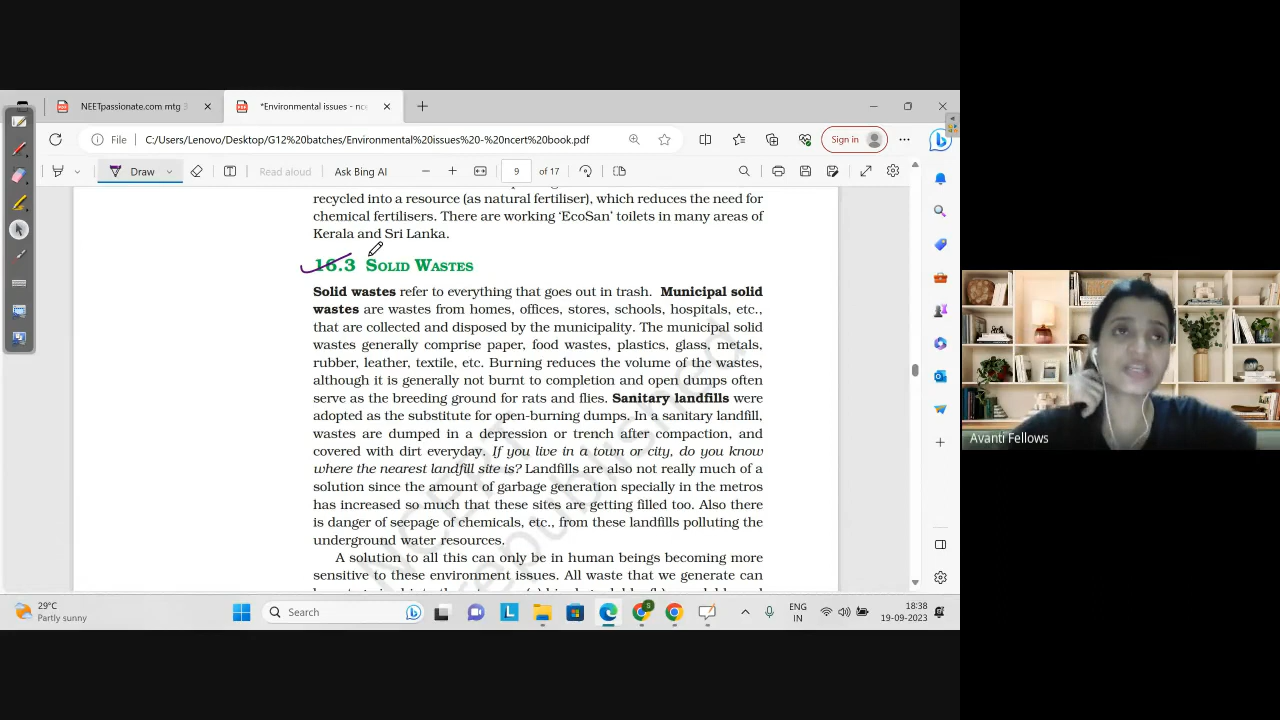 NEETpassionate.com mtg 3
*Environmental issues - nce
File
C:/Users/Lenovo/Desktop/G12%20batches/Environmental%20issues%20-%20ncert%20book.pdf
Sign in
Draw
Read aloud
Ask Bing AI
9 of 17
recycled into a resource (as natural fertiliser), which reduces the need for
chemical fertilisers. There are working ‘EcoSan’ toilets in many areas of
Kerala and Sri Lanka.
16.3 SOLID WASTES
Solid wastes refer to everything that goes out in trash. Municipal solid
wastes are wastes from homes, offices, stores, schools, hospitals, etc.,
that are collected and disposed by the municipality. The municipal solid
wastes generally comprise paper, food wastes, plastics, glass, metals,
rubber, leather, textile, etc. Burning reduces the volume of the wastes,
although it is generally not burnt to completion and open dumps often
serve as the breeding ground for rats and flies. Sanitary landfills were
adopted as the substitute for open-burning dumps. In a sanitary landfill,
wastes are dumped in a depression or trench after compaction, and
covered with dirt everyday. If you live in a town or city, do you know
where the nearest landfill site is? Landfills are also not really much of a
solution since the amount of garbage generation specially in the metros
has increased so much that these sites are getting filled too. Also there
is danger of seepage of chemicals, etc., from these landfills polluting the
underground water resources.
A solution to all this can only be in human beings becoming more
sensitive to these environment issues. All waste that we generate can
© NCERT
republished
Avanti Fellows
29°C
Partly sunny
Search
ENG
IN
18:38
19-09-2023